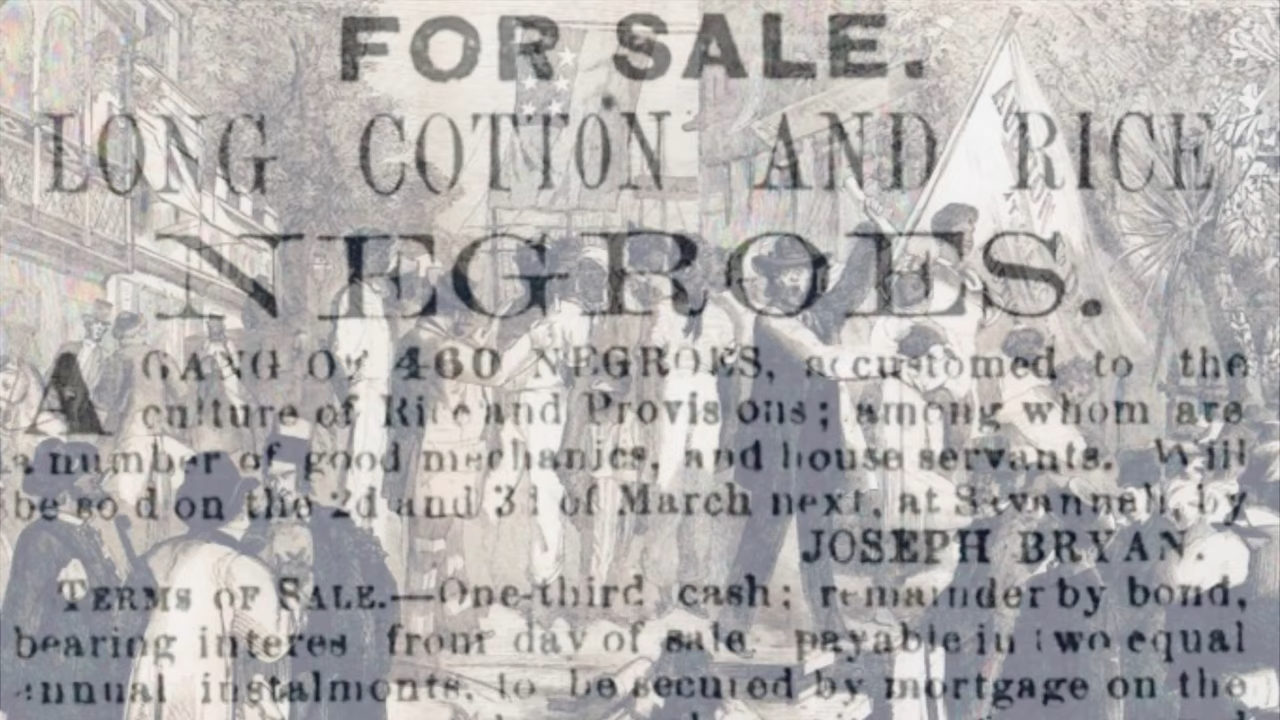 FOR SALE.
LONG COTTON AND RICE
NEGROES.
A GANG OF 460 NEGROES, accustomed to the
culture of Rice and Provisions; among whom are
a number of good mechanics, and house servants. Will
be sold on the 2d and 3d of March next, at Savannah, by
JOSEPH BRYAN.
TERMS OF SALE.—One-third cash; remainder by bond,
bearing interest from day of sale, payable in two equal
annual instalments, to be secured by mortgage on the